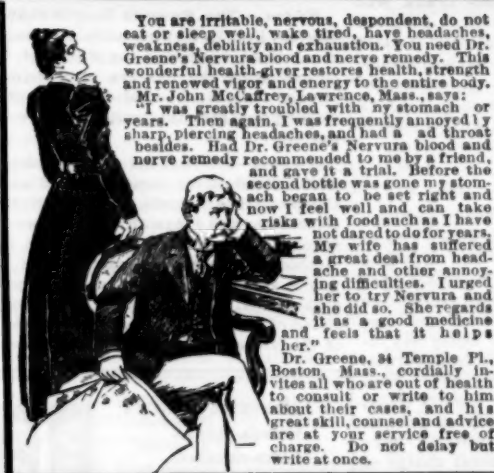 You are irritable, nervous, despondent, do not
eat or sleep well, wake tired, have headaches,
weakness, debility and exhaustion. You need Dr.
Greene's Nervura blood and nerve remedy. This
wonderful health-giver restores health, strength
and renewed vigor and energy to the entire body.
Mr. John McCaffrey, Lawrence, Mass., says:
"I was greatly troubled with my stomach or
years. Then again, I was frequently annoyed by
sharp, piercing headaches, and had a ad throat
besides. Had Dr. Greene's Nervura blood and
nerve remedy recommended to me by a friend,
and gave it a trial. Before the
second bottle was gone my stom-
ach began to be set right and
now I feel well and can take
risks with food such as I have
not dared to do for years.
My wife has suffered
a great deal from head-
ache and other annoy-
ing difficulties. I urged
her to try Nervura and
she did so. She regards
it as a good medicine
and feels that it helps
her."
Dr. Greene, 34 Temple Pl.,
Boston, Mass., cordially in-
vites all who are out of health
to consult or write to him
about their cases, and his
great skill, counsel and advice
are at your service free of
charge. Do not delay but
write at once.